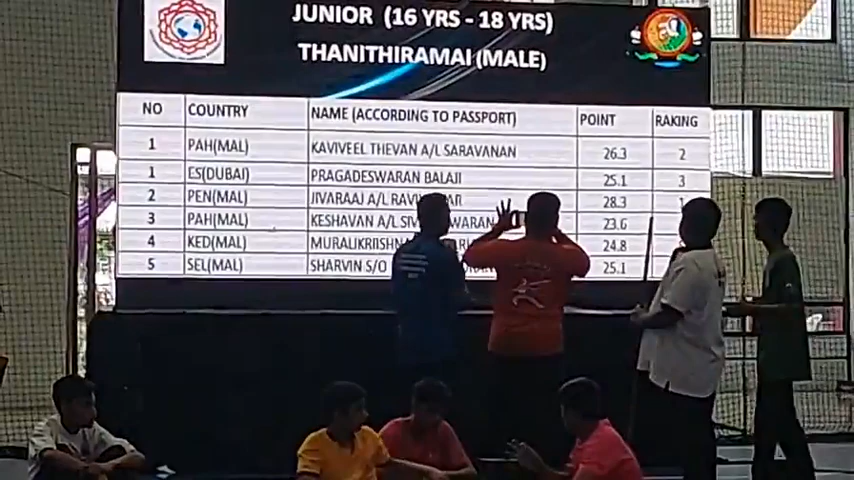 JUNIOR (16 YRS - 18 YRS)
THANITHIRAMAI (MALE)
NO COUNTRY NAME (ACCORDING TO PASSPORT) POINT RAKING
1 PAH(MAL) KAVIVEEL THEVAN A/L SARAVANAN 26.3 2
1 ES(DUBAI) PRAGADESWARAN BALAJI 25.1 3
2 PEN(MAL) JIVARAAJ A/L 28.3
3 PAH(MAL) KESHAVAN A/L 23.6
4 KED(MAL) 24.8
5 SEL(MAL) SHARVIN S/O 25.1